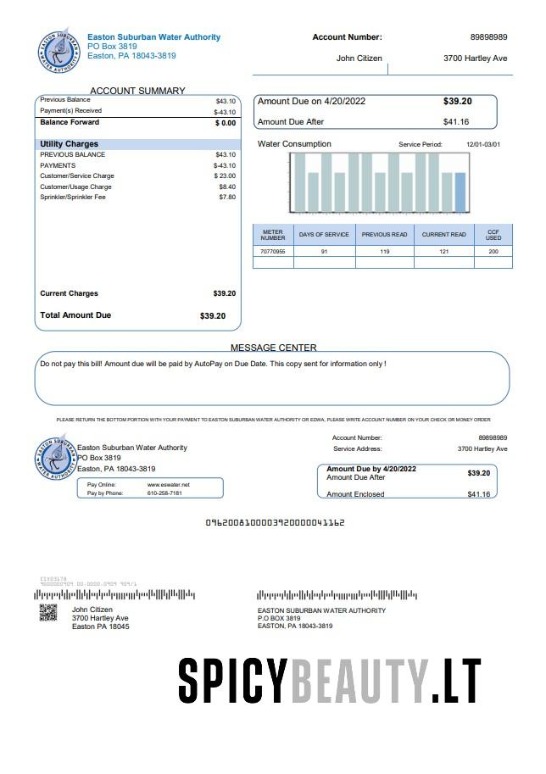 Easton Suburban Water Authority
PO Box 3819
Easton, PA 18043-3819
Account Number: 89898989
John Citizen 3700 Hartley Ave
ACCOUNT SUMMARY
Previous Balance $43.10
Payment(s) Received $-43.10
Balance Forward $ 0.00
Utility Charges
PREVIOUS BALANCE $43.10
PAYMENTS $-43.10
Customer/Service Charge $ 23.00
Customer/Usage Charge $8.40
Sprinkler/Sprinkler Fee $7.80
Current Charges $39.20
Total Amount Due $39.20
Amount Due on 4/20/2022 $39.20
Amount Due After $41.16
Water Consumption Service Period: 12/01-03/01
METER NUMBER DAYS OF SERVICE PREVIOUS READ CURRENT READ CCF USED
70770955 91 119 121 200
MESSAGE CENTER
Do not pay this bill! Amount due will be paid by AutoPay on Due Date. This copy sent for information only !
PLEASE RETURN THE BOTTOM PORTION WITH YOUR PAYMENT TO EASTON SUBURBAN WATER AUTHORITY OR ESWA, PLEASE WRITE ACCOUNT NUMBER ON YOUR CHECK OR MONEY ORDER
Easton Suburban Water Authority
PO Box 3819
Easton, PA 18043-3819
Pay Online: www.eswater.net
Pay by Phone: 610-258-7181
Account Number: 89898989
Service Address: 3700 Hartley Ave
Amount Due by 4/20/2022 $39.20
Amount Due After
Amount Enclosed $41.16
09620081000039200000041162
John Citizen
3700 Hartley Ave
Easton PA 18045
EASTON SUBURBAN WATER AUTHORITY
P.O BOX 3819
EASTON, PA 18043-3819
SPICYBEAUTY.LT